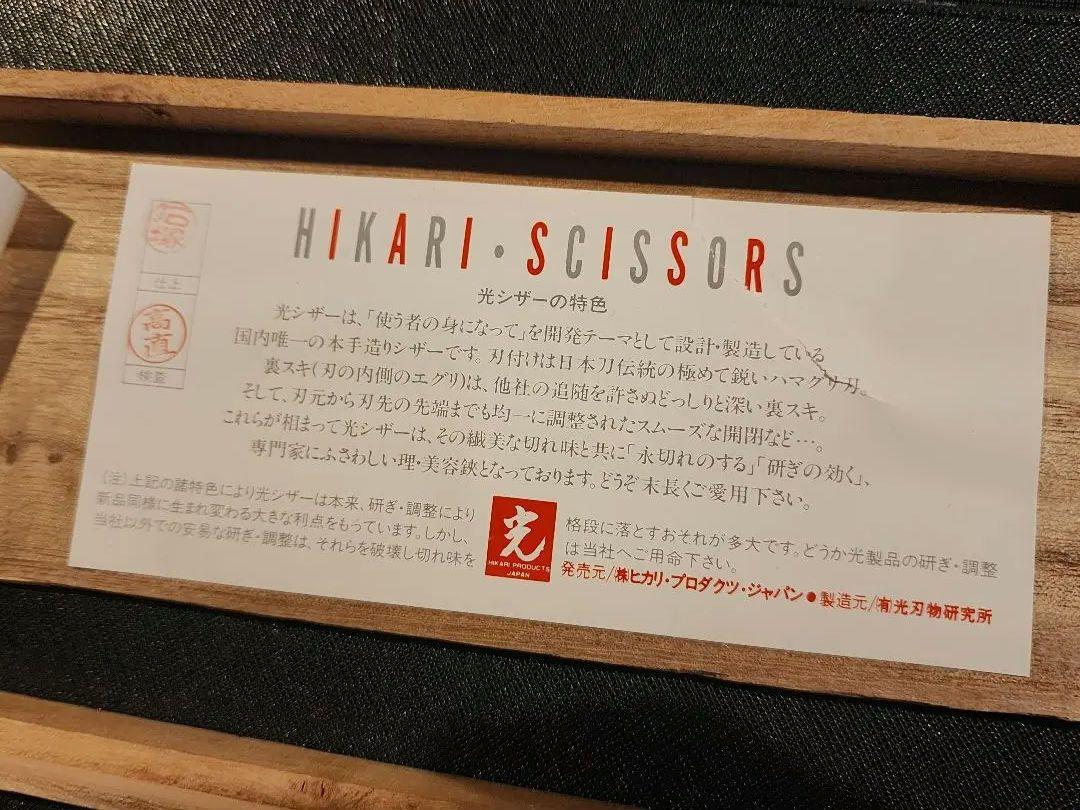 HIKARI・SCISSORS
光シザーの特色
光シザーは、「使う者の身になって」を開発テーマとして設計・製造している
国内唯一の本手造りシザーです。刃付けは日本刀伝統の極めて鋭いハマグリ刃。
裏スキ(刃の内側のエグリ)は、他社の追随を許さぬどっしりと深い裏スキ。
そして、刃元から刃先の先端までも均一に調整されたスムーズな開閉など…。
これらが相まって光シザーは、その繊美な切れ味と共に「永切れのする」「研ぎの効く」、
専門家にふさわしい理・美容鋏となっております。どうぞ末長くご愛用下さい。
(注)上記の諸特色により光シザーは本来、研ぎ・調整により
新品同様に生まれ変わる大きな利点をもっています。しかし、
当社以外での安易な研ぎ・調整は、それらを破壊し切れ味を
格段に落とすおそれが多大です。どうか光製品の研ぎ・調整
は当社へご用命下さい。
発売元/㈱ヒカリ・プロダクツ・ジャパン●製造元/㈲光刃物研究所
光
HIKARI PRODUCTS
JAPAN
仕上
高直
検査